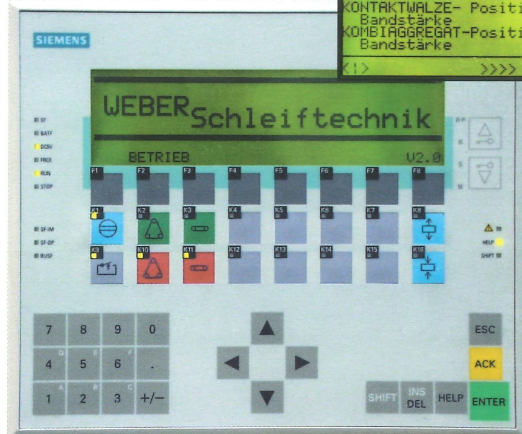 KONTAKTWALZE- Positi
Bandstärke
KOMBIAGGREGAT-Positi
Bandstärke
K1> >>>>
SIEMENS
WEBER Schleiftechnik
BETRIEB V2.0
SF
BATF
DC5V
FRCE
RUN
STOP
SF-IM
SF-DP
BUSF
F1 F2 F3 F4 F5 F6 F7 F8
K1 K2 K3 K4 K5 K6 K7 K8
K9 K10 K11 K12 K13 K14 K15 K16
HELP
SHIFT
7 8 9 0
D E F
4 5 6 .
A B C
1 2 3 +/-
ESC
ACK
SHIFT INS DEL HELP ENTER